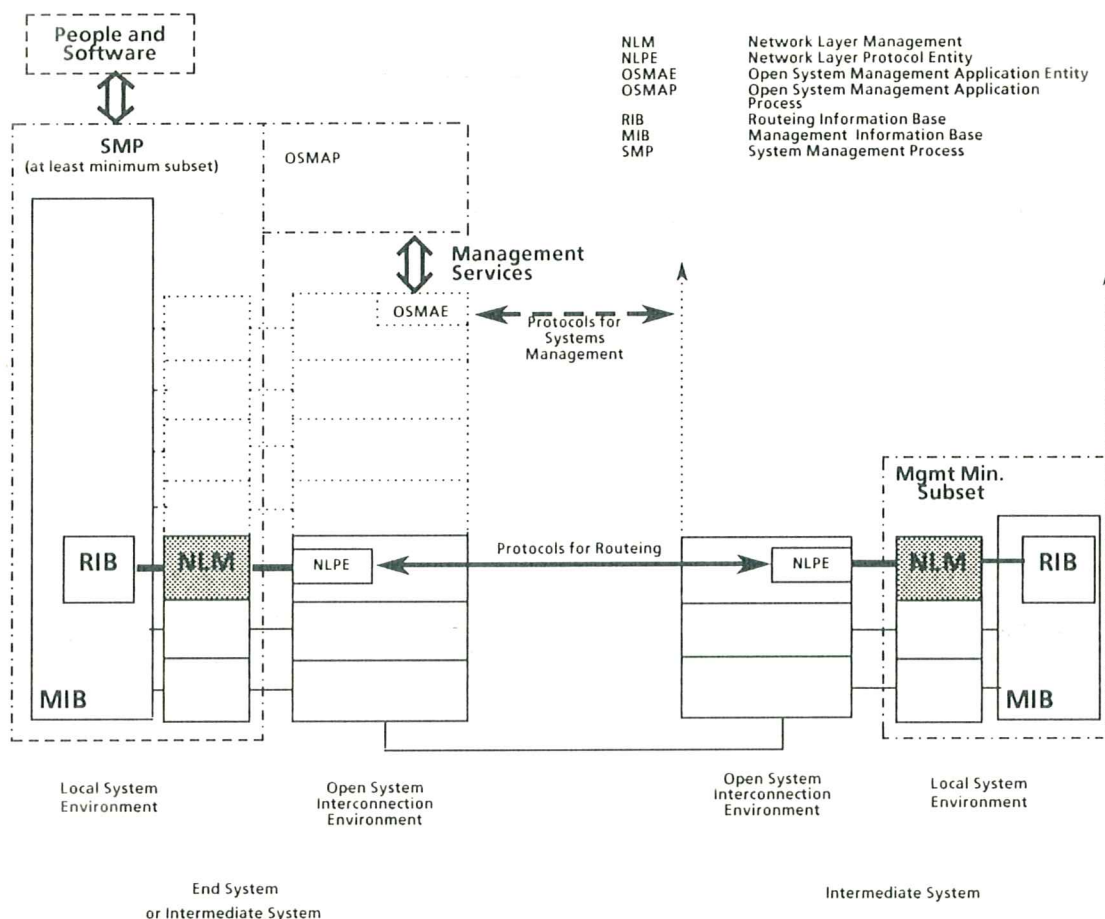 People and
Software
NLM Network Layer Management
NLPE Network Layer Protocol Entity
OSMAE Open System Management Application Entity
OSMAP Open System Management Application
Process
RIB Routeing Information Base
MIB Management Information Base
SMP System Management Process
SMP
(at least minimum subset)
OSMAP
Management
Services
OSMAE
Protocols for
Systems
Management
Mgmt Min.
Subset
RIB
NLM
NLPE
Protocols for Routeing
NLPE
NLM
RIB
MIB
MIB
Local System
Environment
Open System
Interconnection
Environment
Open System
Interconnection
Environment
Local System
Environment
End System
or Intermediate System
Intermediate System